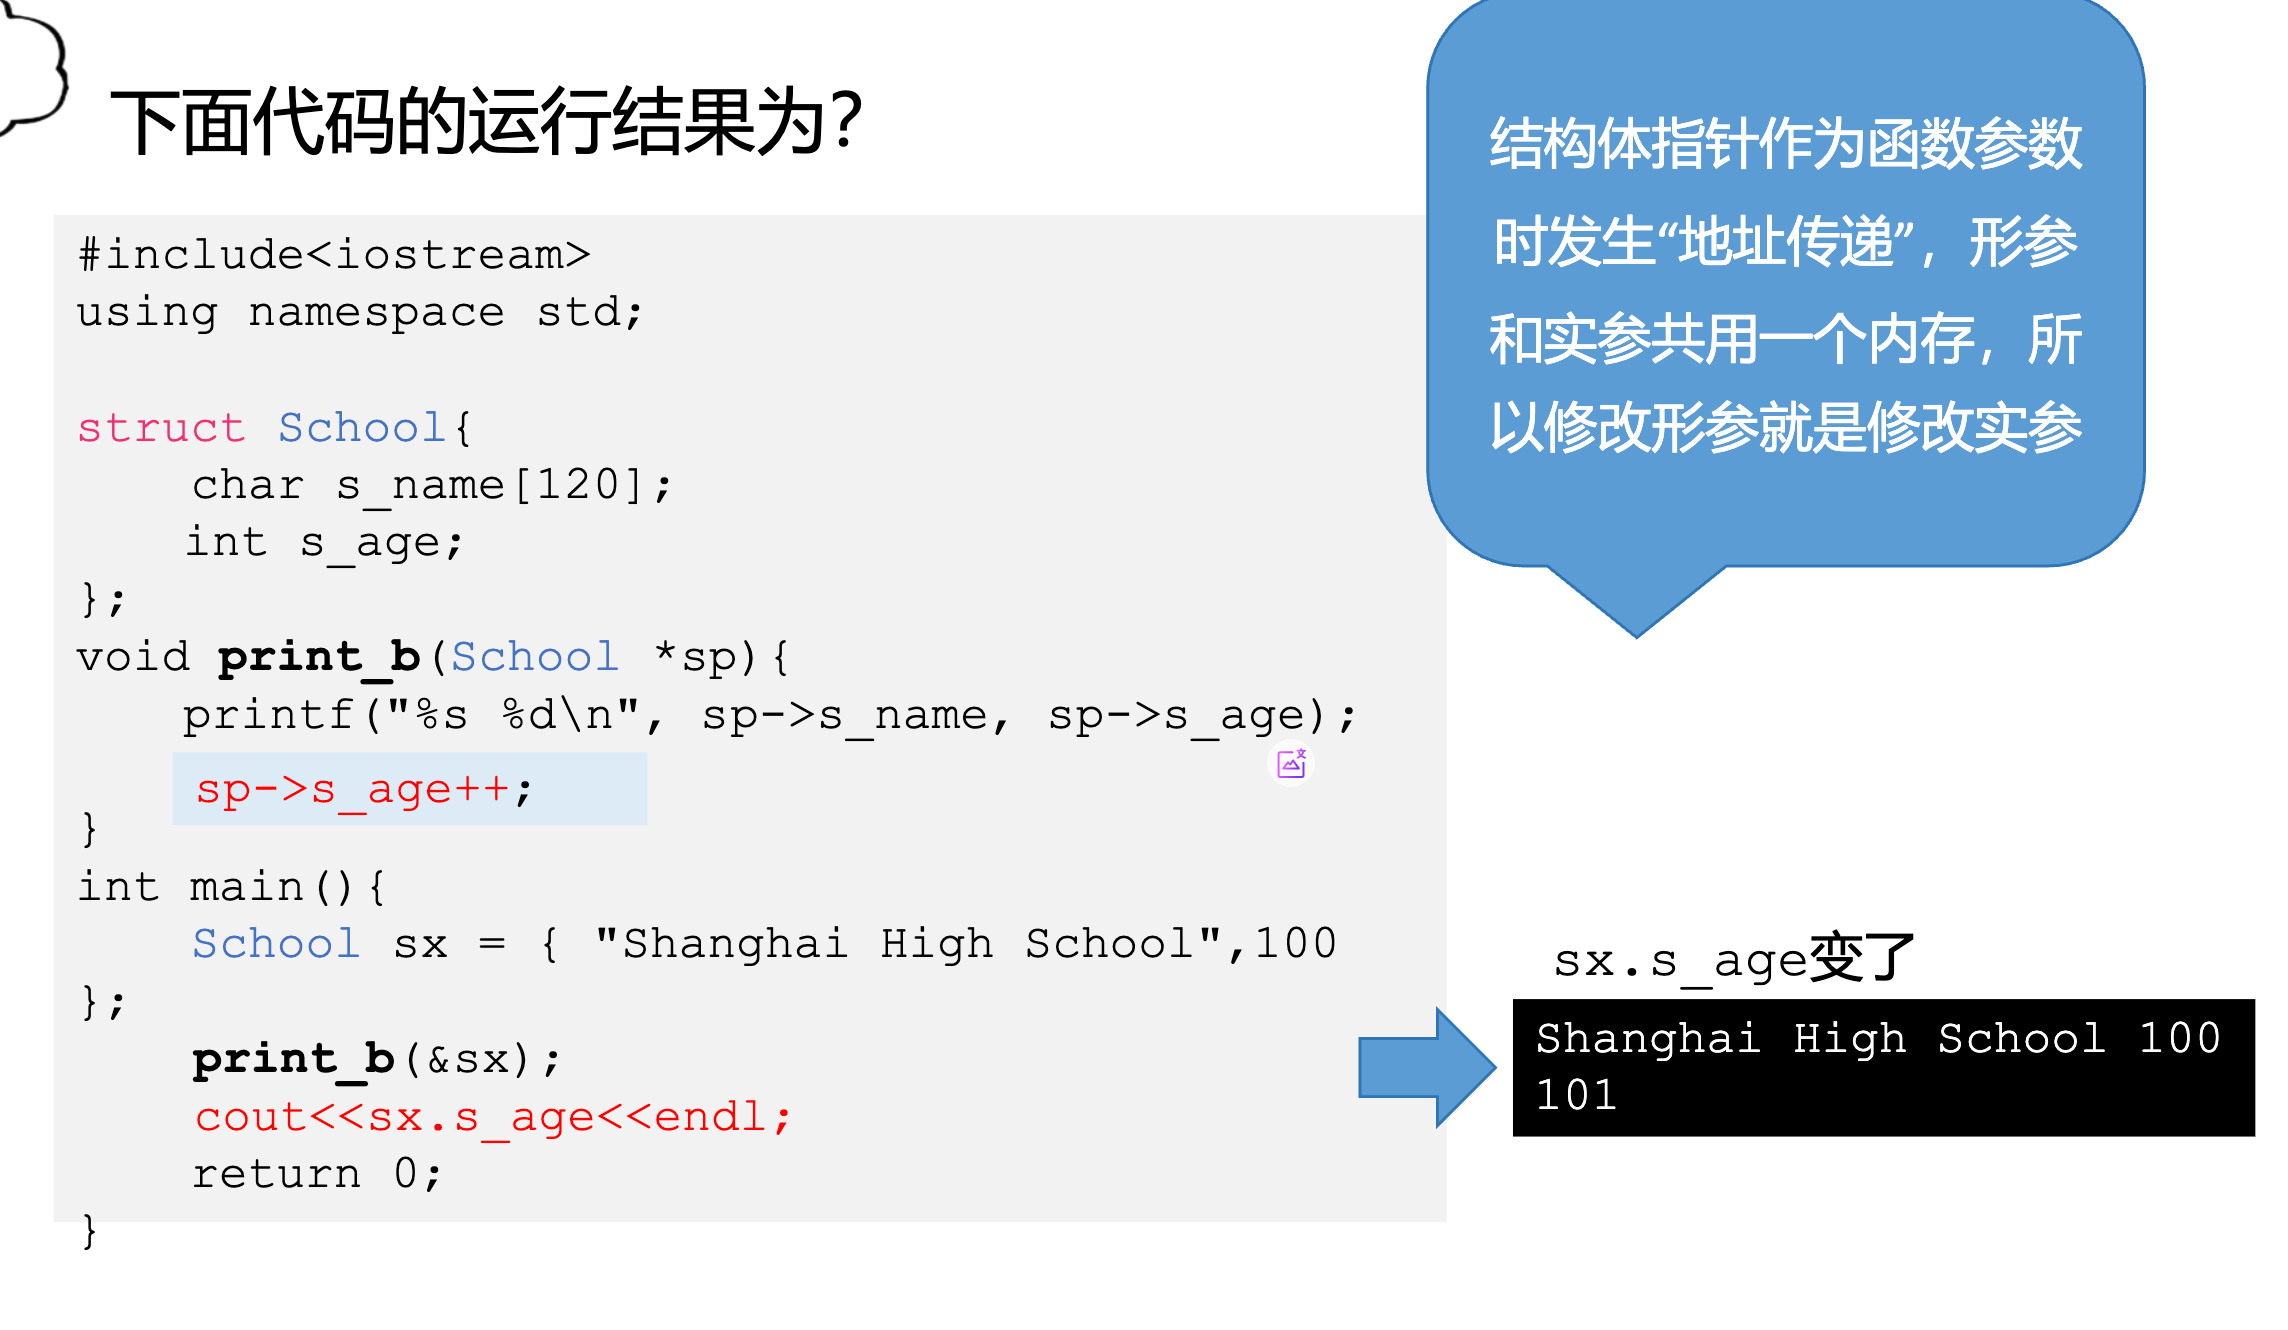 下面代码的运行结果为？
结构体指针作为函数参数
时发生“地址传递”，形参
和实参共用一个内存，所
以修改形参就是修改实参
#include<iostream>
using namespace std;
struct School{
char s_name[120];
int s_age;
};
void print_b(School *sp){
printf("%s %d\n", sp->s_name, sp->s_age);
sp->s_age++;
}
int main(){
School sx = { "Shanghai High School",100
};
print_b(&sx);
cout<<sx.s_age<<endl;
return 0;
}
sx.s_age变了
Shanghai High School 100
101